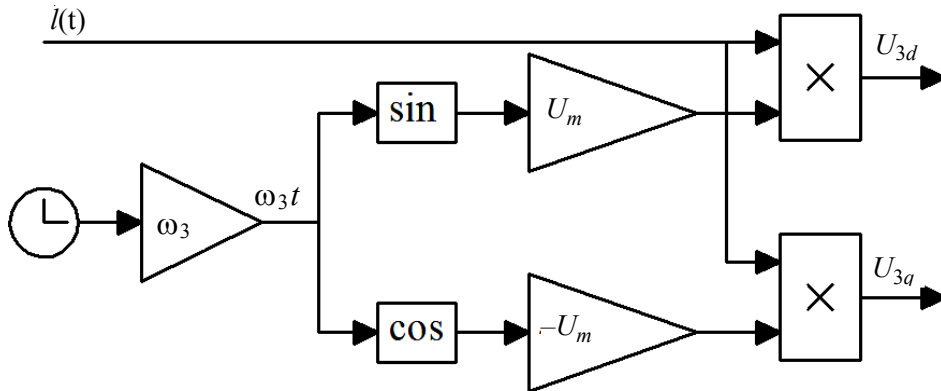 i(t)
U3d
sin
Um
ω3t
ω3
×
U3q
cos
–Um
×